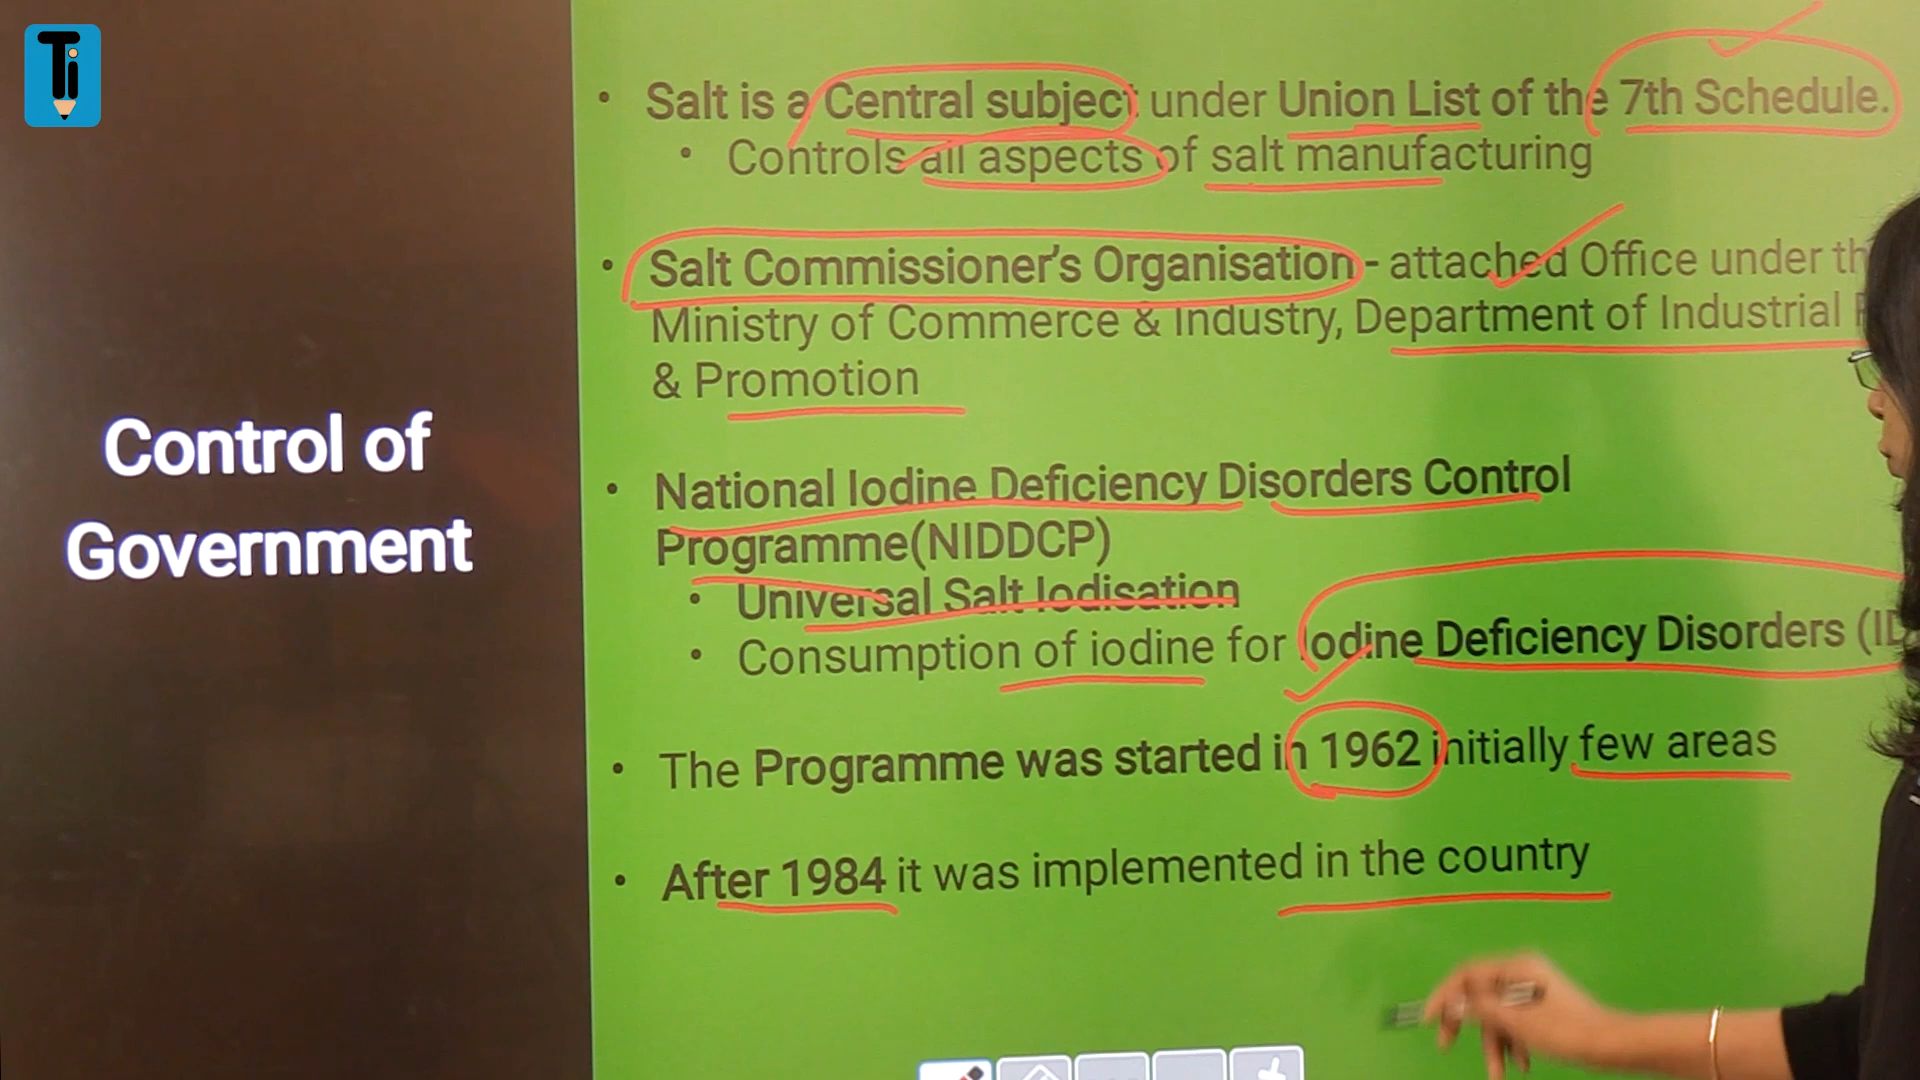 Ti
Control of
Government
• Salt is a Central subject under Union List of the 7th Schedule.
• Controls all aspects of salt manufacturing
• Salt Commissioner's Organisation - attached Office under
Ministry of Commerce & Industry, Department of Industrial
& Promotion
• National Iodine Deficiency Disorders Control
Programme(NIDDCP)
• Universal Salt Iodisation
• Consumption of iodine for Iodine Deficiency Disorders
• The Programme was started in 1962 initially few areas
• After 1984 it was implemented in the country